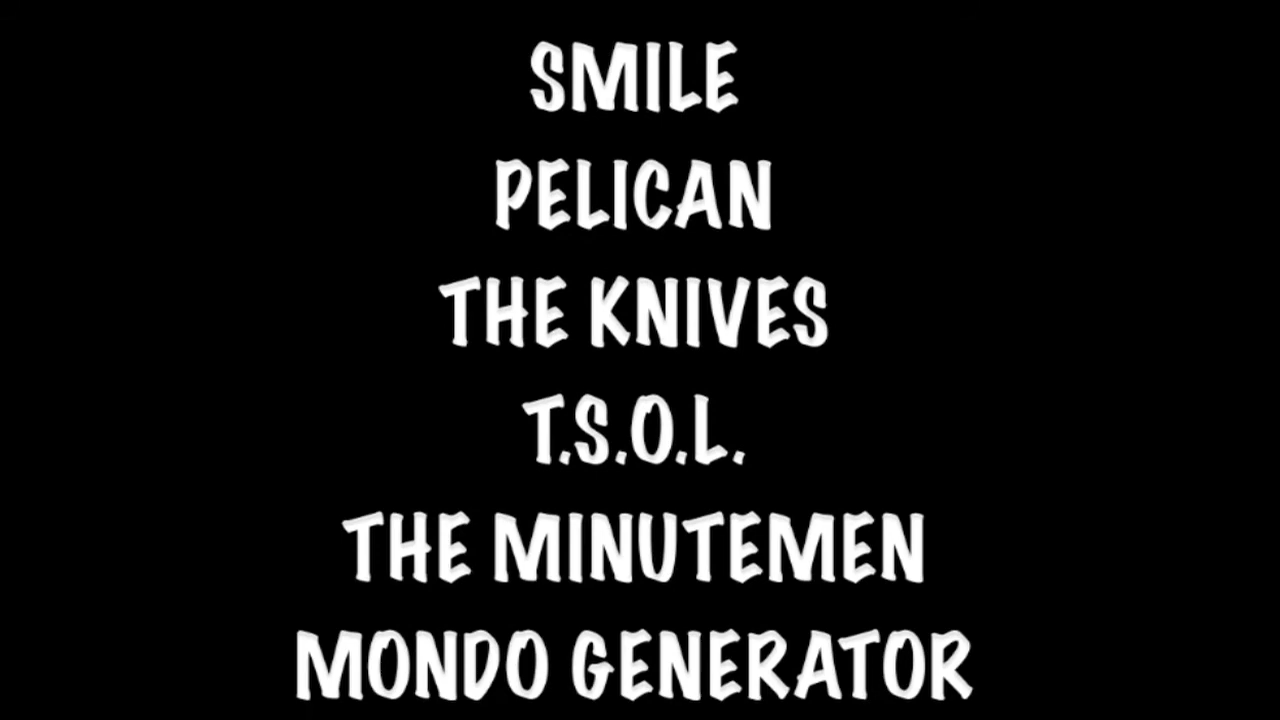 SMILE
PELICAN
THE KNIVES
T.S.O.L.
THE MINUTEMEN
MONDO GENERATOR